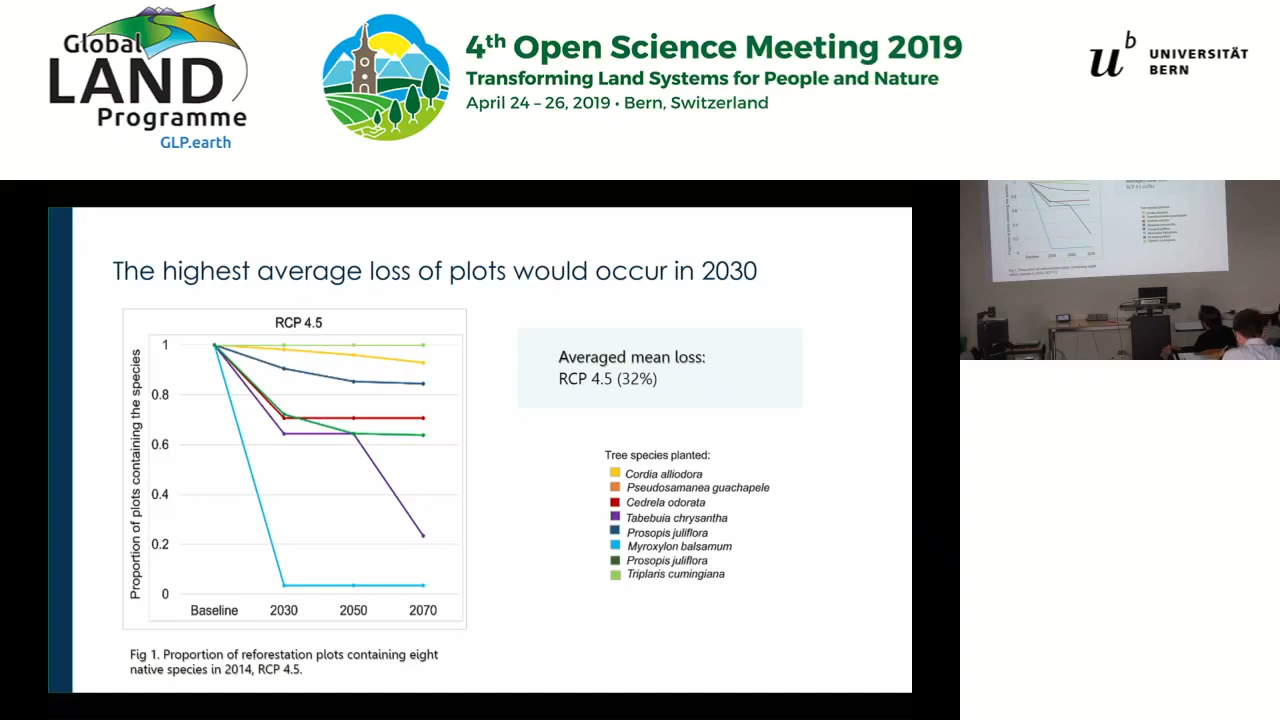 Global
LAND
Programme
GLP.earth
4th Open Science Meeting 2019
Transforming Land Systems for People and Nature
April 24 – 26, 2019 • Bern, Switzerland
u b
UNIVERSITÄT
BERN
The highest average loss of plots would occur in 2030
RCP 4.5
Proportion of plots containing the species
1
0.8
0.6
0.4
0.2
0
Baseline 2030 2050 2070
Fig 1. Proportion of reforestation plots containing eight
native species in 2014, RCP 4.5.
Averaged mean loss:
RCP 4.5 (32%)
Tree species planted:
Cordia alliodora
Pseudosamanea guachapele
Cedrela odorata
Tabebuia chrysantha
Prosopis juliflora
Myroxylon balsamum
Prosopis juliflora
Triplaris cumingiana